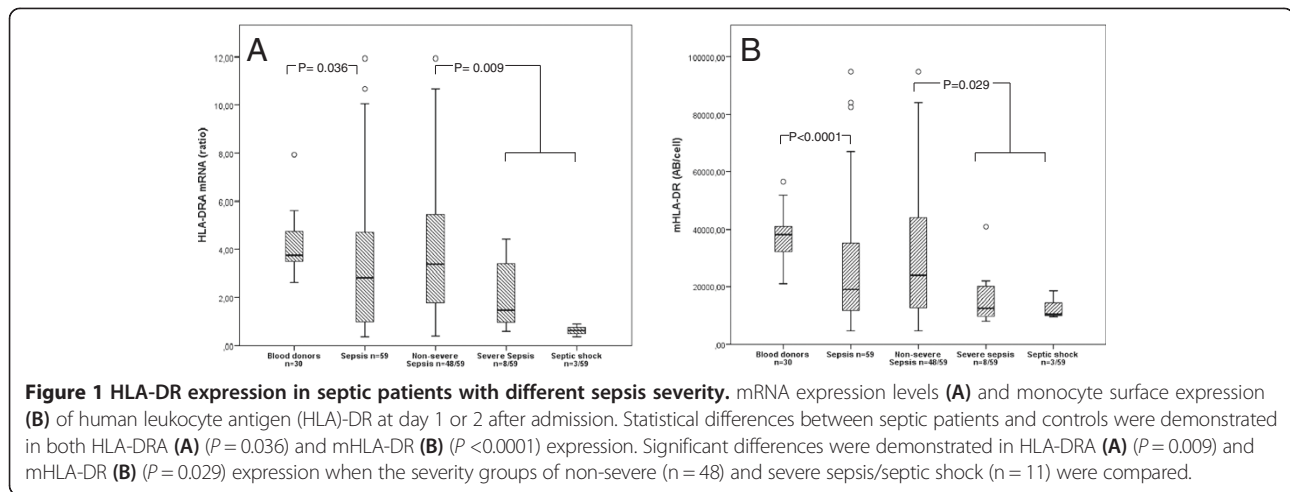 A
HLA-DRA mRNA (ratio)
12,00
10,00
8,00
6,00
4,00
2,00
,00
P= 0.036
P= 0.009
Blood donors n=30
Sepsis n=59
Non-severe Sepsis n=48/59
Severe Sepsis n=8/59
Septic shock n=3/59
B
mHLA-DR (AB/cell)
100000,00
80000,00
60000,00
40000,00
20000,00
,00
P<0.0001
P=0.029
Blood donors n=30
Sepsis n=59
Non-severe Sepsis n=48/59
Severe sepsis n=8/59
Septic shock n=3/59
Figure 1 HLA-DR expression in septic patients with different sepsis severity. mRNA expression levels (A) and monocyte surface expression
(B) of human leukocyte antigen (HLA)-DR at day 1 or 2 after admission. Statistical differences between septic patients and controls were demonstrated
in both HLA-DRA (A) (P = 0.036) and mHLA-DR (B) (P <0.0001) expression. Significant differences were demonstrated in HLA-DRA (A) (P = 0.009) and
mHLA-DR (B) (P = 0.029) expression when the severity groups of non-severe (n = 48) and severe sepsis/septic shock (n = 11) were compared.